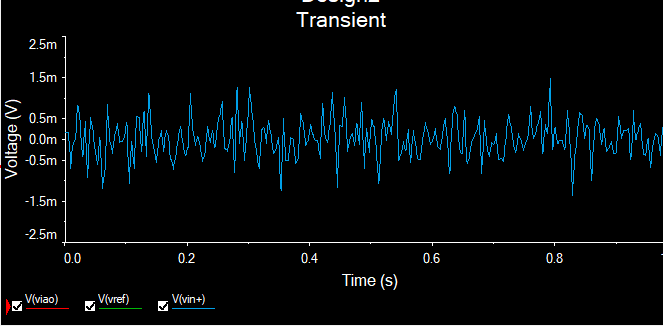 Transient
Voltage (V)
2.5m
1.5m
0.5m
0.0m
-0.5m
-1.5m
-2.5m
0.0 0.2 0.4 0.6 0.8
Time (s)
V(viao) V(vref) V(vin+)